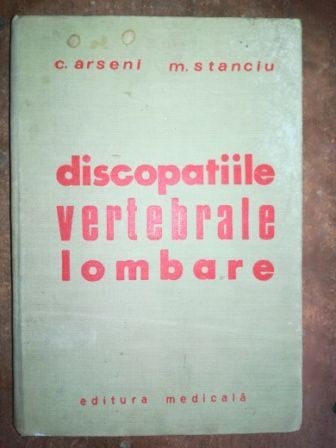 c. arseni m. stanciu
discopatiile
vertebrale
lombare
editura medicală